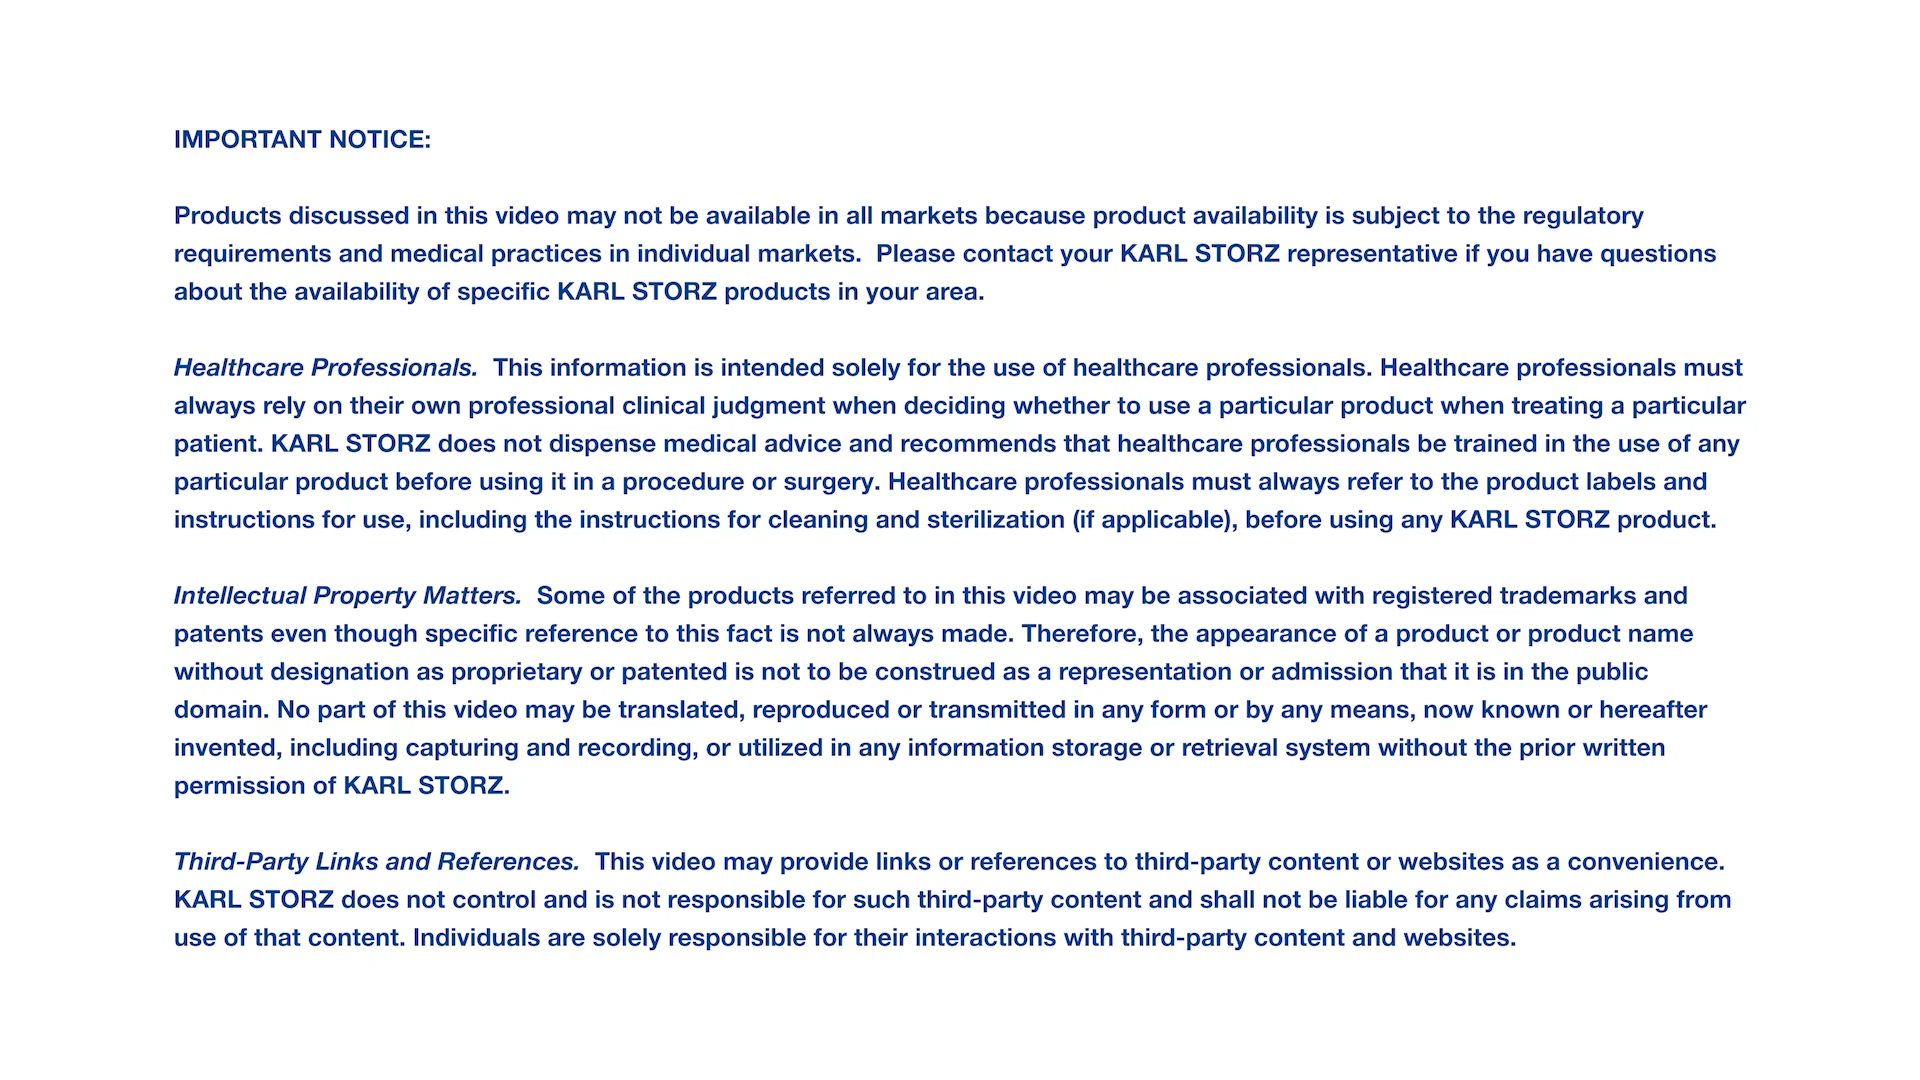 IMPORTANT NOTICE:
Products discussed in this video may not be available in all markets because product availability is subject to the regulatory
requirements and medical practices in individual markets.  Please contact your KARL STORZ representative if you have questions
about the availability of specific KARL STORZ products in your area.
Healthcare Professionals.  This information is intended solely for the use of healthcare professionals. Healthcare professionals must
always rely on their own professional clinical judgment when deciding whether to use a particular product when treating a particular
patient. KARL STORZ does not dispense medical advice and recommends that healthcare professionals be trained in the use of any
particular product before using it in a procedure or surgery. Healthcare professionals must always refer to the product labels and
instructions for use, including the instructions for cleaning and sterilization (if applicable), before using any KARL STORZ product.
Intellectual Property Matters.  Some of the products referred to in this video may be associated with registered trademarks and
patents even though specific reference to this fact is not always made. Therefore, the appearance of a product or product name
without designation as proprietary or patented is not to be construed as a representation or admission that it is in the public
domain. No part of this video may be translated, reproduced or transmitted in any form or by any means, now known or hereafter
invented, including capturing and recording, or utilized in any information storage or retrieval system without the prior written
permission of KARL STORZ.
Third-Party Links and References.  This video may provide links or references to third-party content or websites as a convenience.
KARL STORZ does not control and is not responsible for such third-party content and shall not be liable for any claims arising from
use of that content. Individuals are solely responsible for their interactions with third-party content and websites.